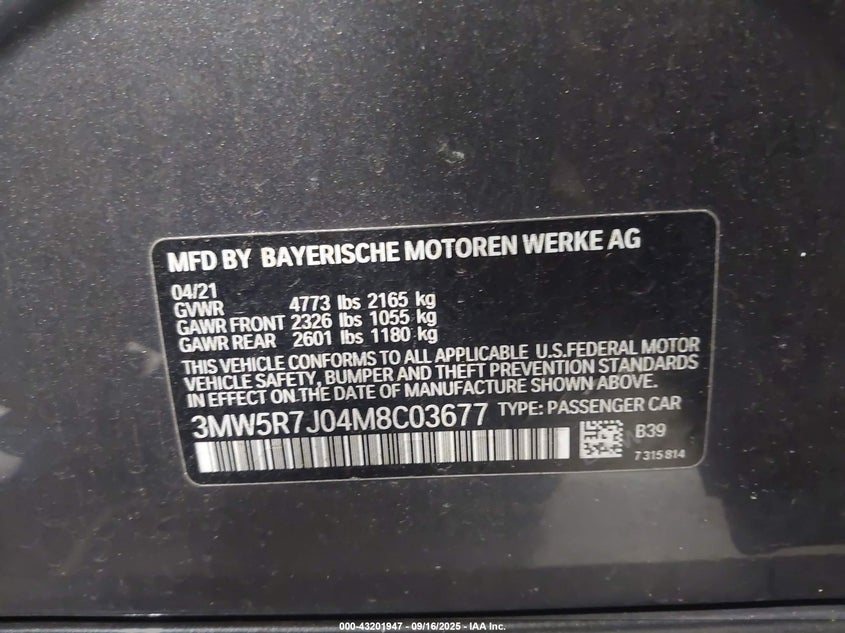 MFD BY BAYERISCHE MOTOREN WERKE AG
04/21
GVWR 4773 lbs 2165 kg
GAWR FRONT 2326 lbs 1055 kg
GAWR REAR 2601 lbs 1180 kg
THIS VEHICLE CONFORMS TO ALL APPLICABLE U.S.FEDERAL MOTOR
VEHICLE SAFETY, BUMPER AND THEFT PREVENTION STANDARDS
IN EFFECT ON THE DATE OF MANUFACTURE SHOWN ABOVE.
3MW5R7J04M8C03677 TYPE: PASSENGER CAR
B39
7315814
000-43201947 - 09/16/2025 - IAA Inc.